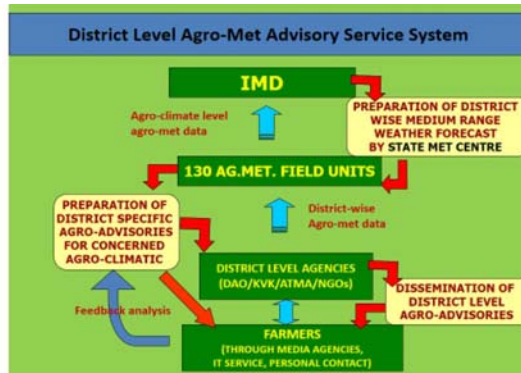 District Level Agro-Met Advisory Service System
IMD
Agro-climate level
agro-met data
PREPARATION OF DISTRICT
WISE MEDIUM RANGE
WEATHER FORECAST
BY STATE MET CENTRE
130 AG.MET. FIELD UNITS
PREPARATION OF
DISTRICT SPECIFIC
AGRO-ADVISORIES
FOR CONCERNED
AGRO-CLIMATIC
District-wise
Agro-met data
DISTRICT LEVEL AGENCIES
(DAO/KVK/ATMA/NGOs)
DISSEMINATION OF
DISTRICT LEVEL
AGRO-ADVISORIES
Feedback analysis
FARMERS
(THROUGH MEDIA AGENCIES,
IT SERVICE, PERSONAL CONTACT)